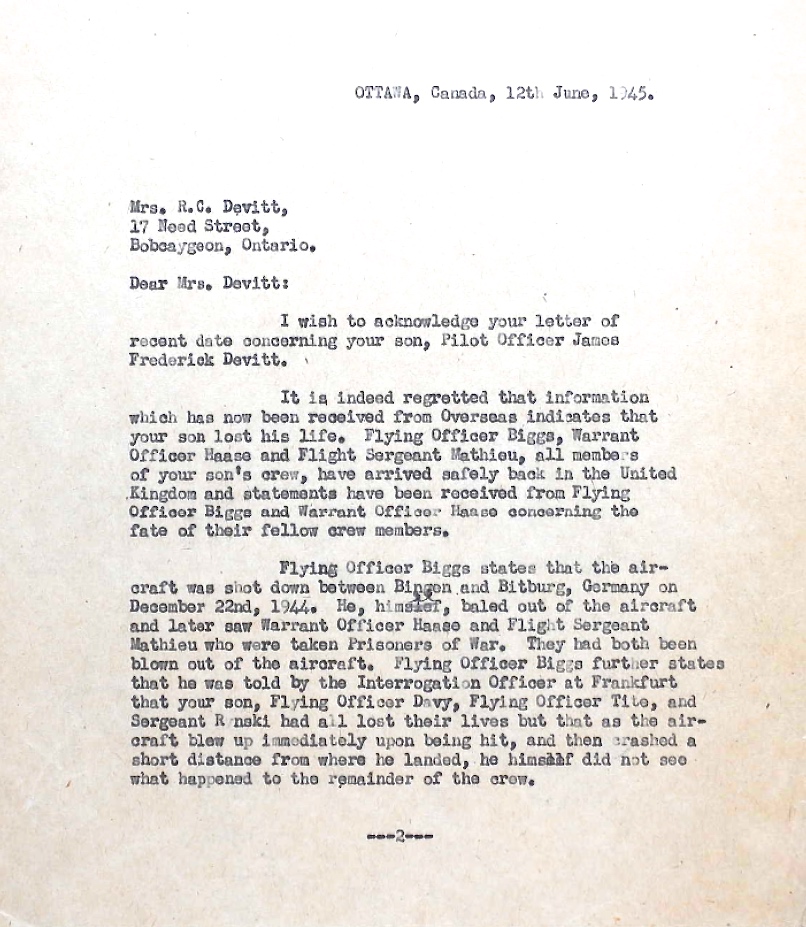 OTTAWA, Canada, 12th June, 1945.
Mrs. R.C. Devitt,
17 Need Street,
Bobcaygeon, Ontario.
Dear Mrs. Devitt:
I wish to acknowledge your letter of
recent date concerning your son, Pilot Officer James
Frederick Devitt.
It is indeed regretted that information
which has now been received from Overseas indicates that
your son lost his life. Flying Officer Biggs, Warrant
Officer Haase and Flight Sergeant Mathieu, all members
of your son's crew, have arrived safely back in the United
Kingdom and statements have been received from Flying
Officer Biggs and Warrant Officer Haase concerning the
fate of their fellow crew members.
Flying Officer Biggs states that the air-
craft was shot down between Bingen and Bitburg, Germany on
December 22nd, 1944. He, himself, baled out of the aircraft
and later saw Warrant Officer Haase and Flight Sergeant
Mathieu who were taken Prisoners of War. They had both been
blown out of the aircraft. Flying Officer Biggs further states
that he was told by the Interrogation Officer at Frankfurt
that your son, Flying Officer Davy, Flying Officer Tite, and
Sergeant had all lost their lives but that as the air-
craft blew up immediately upon being hit, and then crashed a
short distance from where he landed, he himself did not see
what happened to the remainder of the crew.
---2---